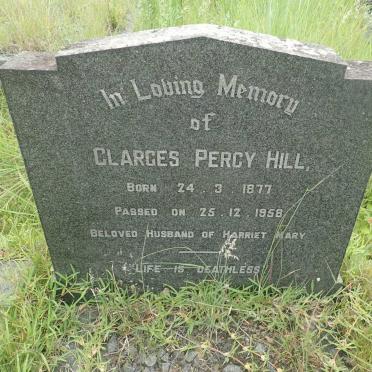 In Loving Memory
of
CLARGES PERCY HILL,
BORN 24. 3. 1877
PASSED ON 25. 12. 1958
BELOVED HUSBAND OF HARRIET MARY
LIFE IS DEATHLESS